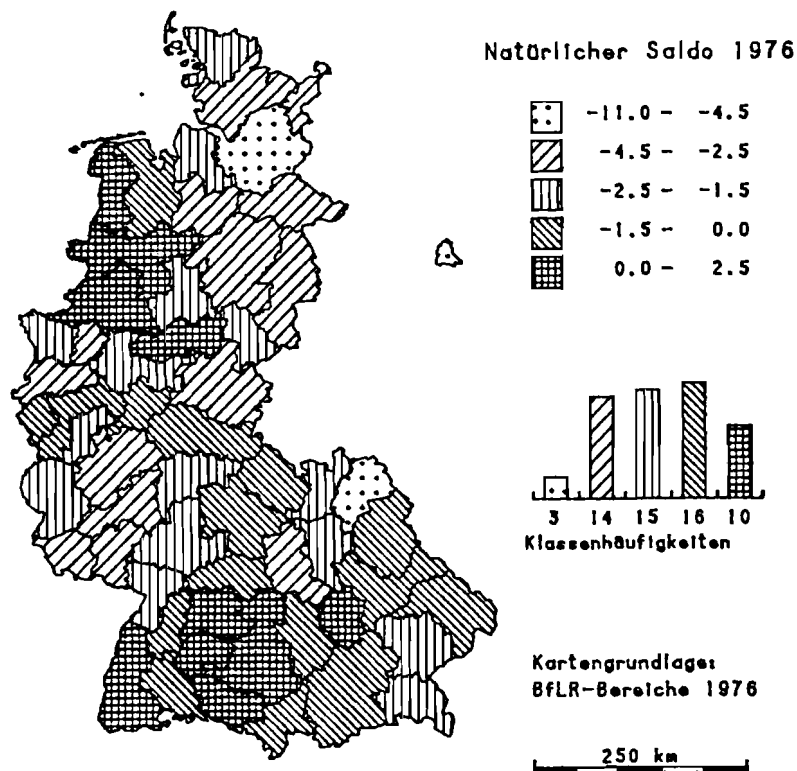 Natürlicher Saldo 1976
-11.0 - -4.5
-4.5 - -2.5
-2.5 - -1.5
-1.5 - 0.0
0.0 - 2.5
3 14 15 16 10
Klassenhäufigkeiten
Kartengrundlage:
BfLR-Bereiche 1976
250 km